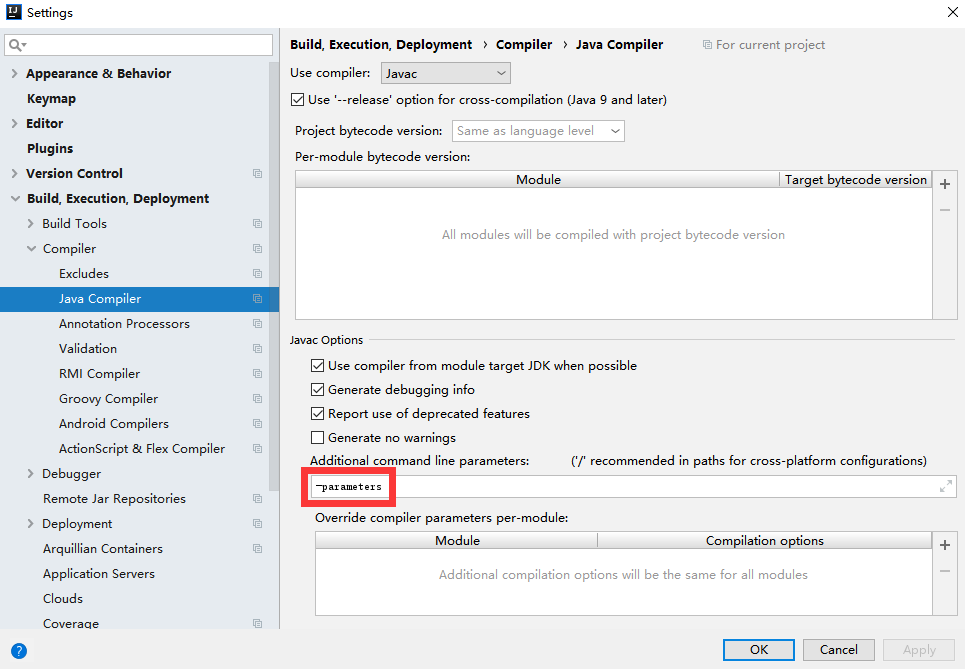 Settings
Appearance & Behavior
Keymap
Editor
Plugins
Version Control
Build, Execution, Deployment
Build Tools
Compiler
Excludes
Java Compiler
Annotation Processors
Validation
RMI Compiler
Groovy Compiler
Android Compilers
ActionScript & Flex Compiler
Debugger
Remote Jar Repositories
Deployment
Arquillian Containers
Application Servers
Clouds
Coverage
Build, Execution, Deployment › Compiler › Java Compiler For current project
Use compiler: Javac
Use '--release' option for cross-compilation (Java 9 and later)
Project bytecode version: Same as language level
Per-module bytecode version:
Module Target bytecode version
All modules will be compiled with project bytecode version
Javac Options
Use compiler from module target JDK when possible
Generate debugging info
Report use of deprecated features
Generate no warnings
Additional command line parameters: ('/' recommended in paths for cross-platform configurations)
-parameters
Override compiler parameters per-module:
Module Compilation options
Additional compilation options will be the same for all modules
? OK Cancel Apply